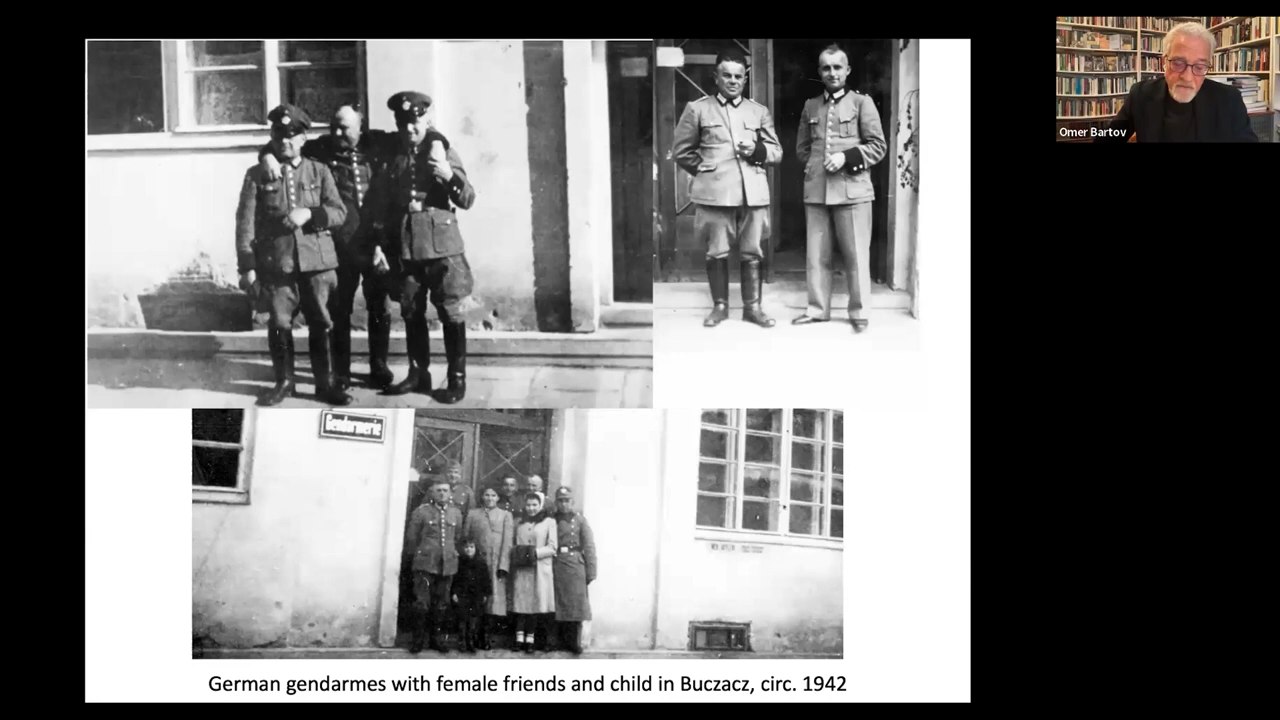 Omer Bartov
Gendarmerie
German gendarmes with female friends and child in Buczacz, circ. 1942